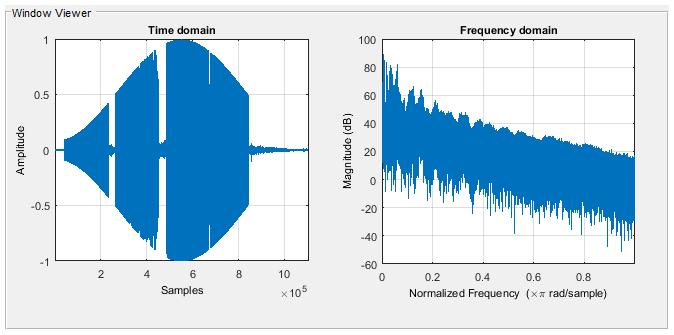 Window Viewer
Time domain
1
0.5
0
-0.5
-1
Amplitude
2 4 6 8 10
Samples
×10^5
Frequency domain
100
80
60
40
20
0
-20
-40
-60
Magnitude (dB)
0 0.2 0.4 0.6 0.8
Normalized Frequency (×π rad/sample)